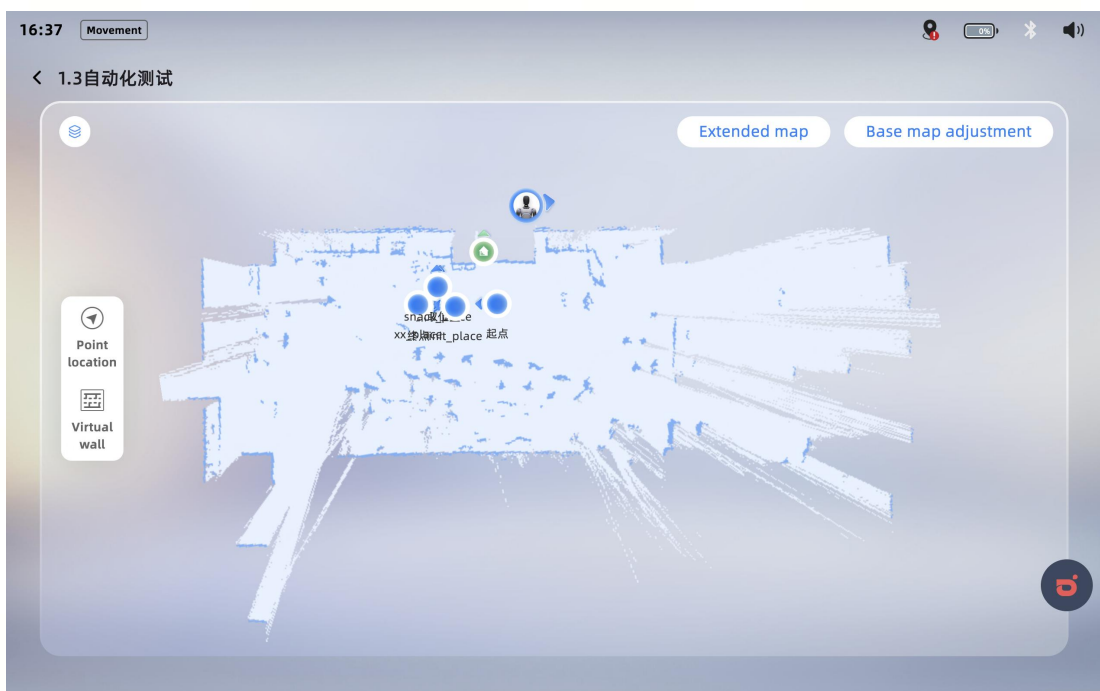 16:37
Movement
0%
1.3自动化测试
Extended map
Base map adjustment
Point
location
Virtual
wall
起点